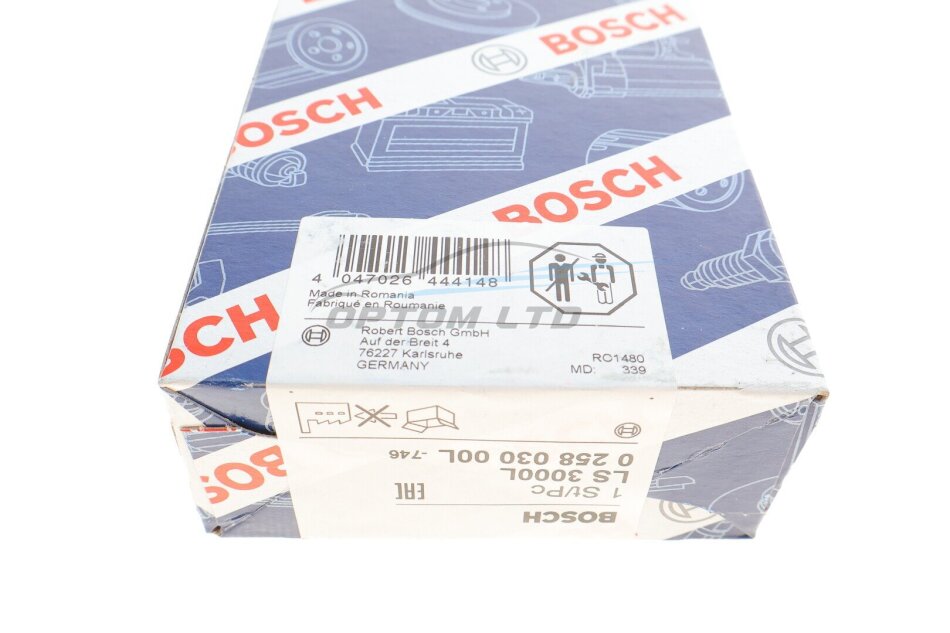 BOSCH
BOSCH
BOSCH
BOSCH
4 047026 444148
Made in Romania
Fabriqué en Roumanie
OPTOM LTD
Robert Bosch GmbH
Auf der Breit 4
76227 Karlsruhe
GERMANY
RC1480
MD: 339
BOSCH
1 St/Pc
EAC
LS 3000L
0 258 030 00L -746